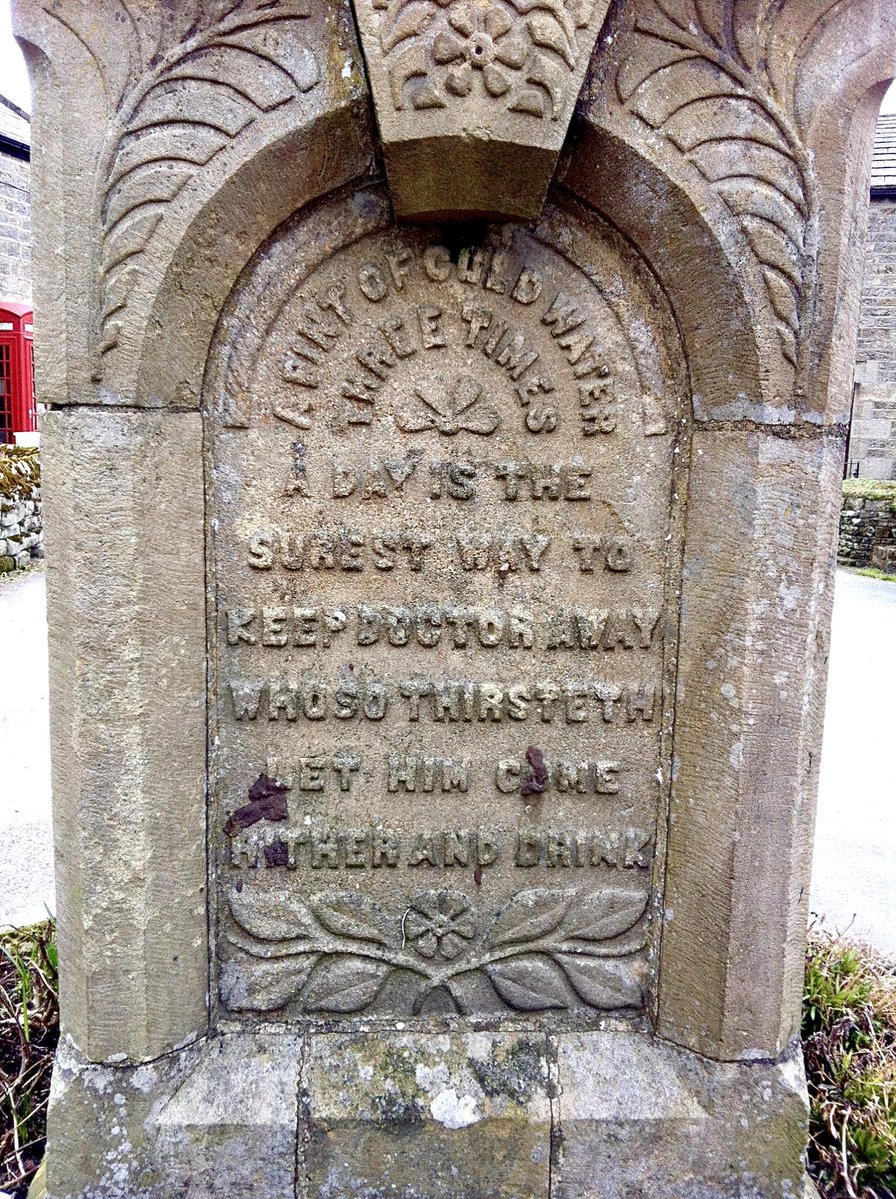 A PINT OF COLD WATER
THREE TIMES
A DAY IS THE
SUREST WAY TO
KEEP DOCTOR AWAY
WHOSO THIRSTETH
LET HIM COME
HITHER AND DRINK